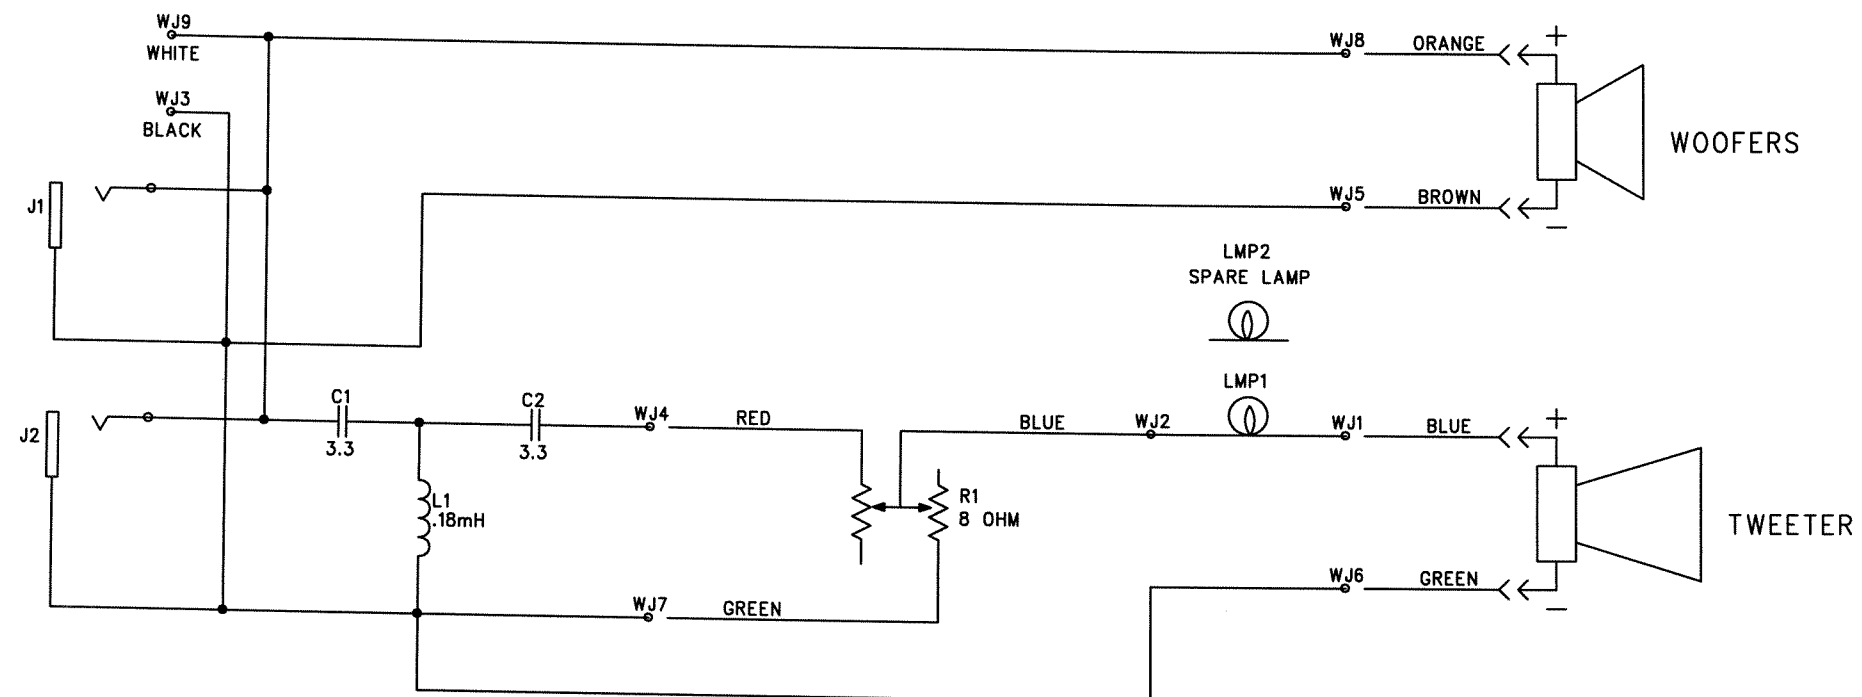 WJ9
WHITE
WJ8
ORANGE
+
WJ3
BLACK
WOOFERS
J1
WJ5
BROWN
−
LMP2
SPARE LAMP
LMP1
C1
3.3
C2
3.3
WJ4
RED
BLUE
WJ2
WJ1
BLUE
+
J2
L1
.18mH
R1
8 OHM
TWEETER
WJ7
GREEN
WJ6
GREEN
−